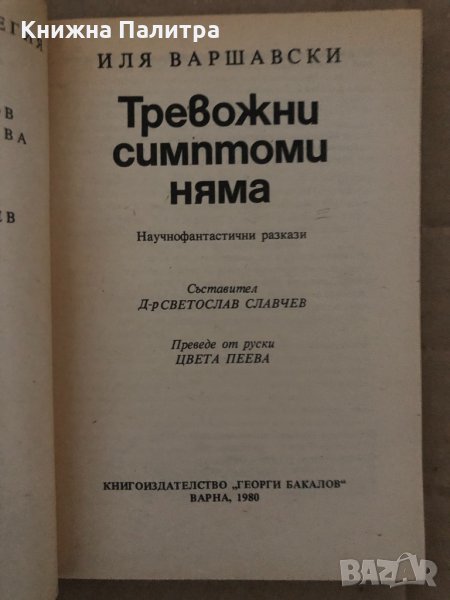 Книжна Палитра
ИЛЯ ВАРШАВСКИ
Тревожни
симптоми
няма
Научнофантастични разкази
Съставител
Д-р СВЕТОСЛАВ СЛАВЧЕВ
Преведе от руски
ЦВЕТА ПЕЕВА
КНИГОИЗДАТЕЛСТВО „ГЕОРГИ БАКАЛОВ"
ВАРНА, 1980
BAZAR